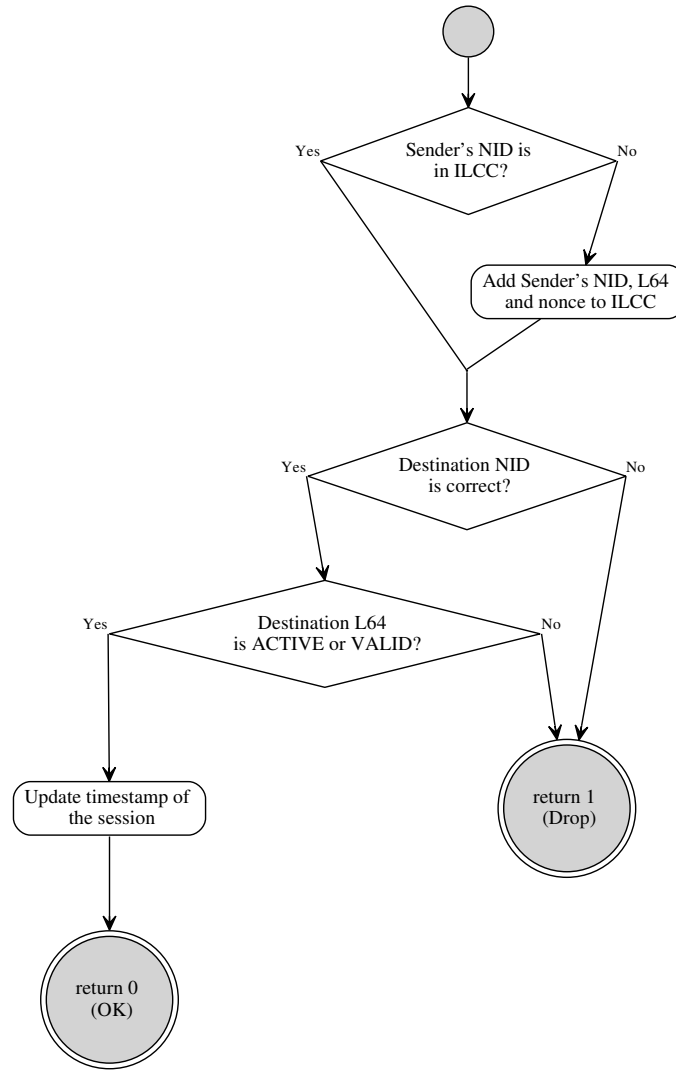 Sender's NID is
in ILCC?
Yes
No
Add Sender's NID, L64
and nonce to ILCC
Destination NID
is correct?
Yes
No
Destination L64
is ACTIVE or VALID?
Yes
No
Update timestamp of
the session
return 1
(Drop)
return 0
(OK)